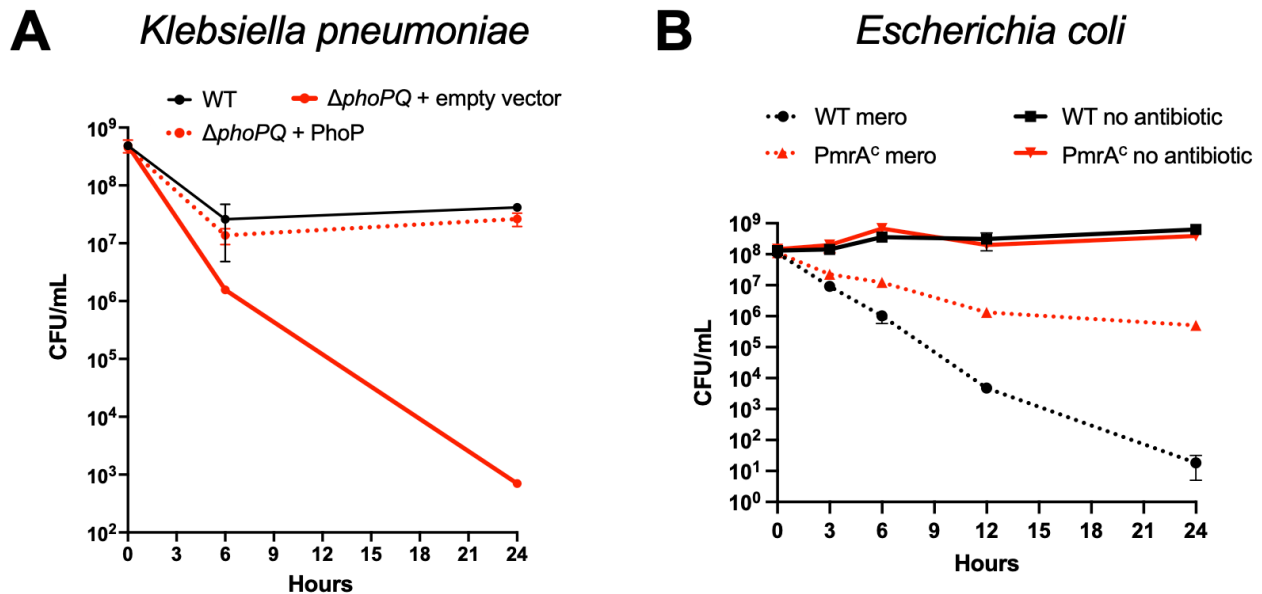 A Klebsiella pneumoniae
WT ΔphoPQ + empty vector
ΔphoPQ + PhoP
10⁹
10⁸
10⁷
10⁶
10⁵
10⁴
10³
10²
CFU/mL
0 3 6 9 12 15 18 21 24
Hours
B Escherichia coli
WT mero WT no antibiotic
PmrAᶜ mero PmrAᶜ no antibiotic
10⁹
10⁸
10⁷
10⁶
10⁵
10⁴
10³
10²
10¹
10⁰
CFU/mL
0 3 6 9 12 15 18 21 24
Hours